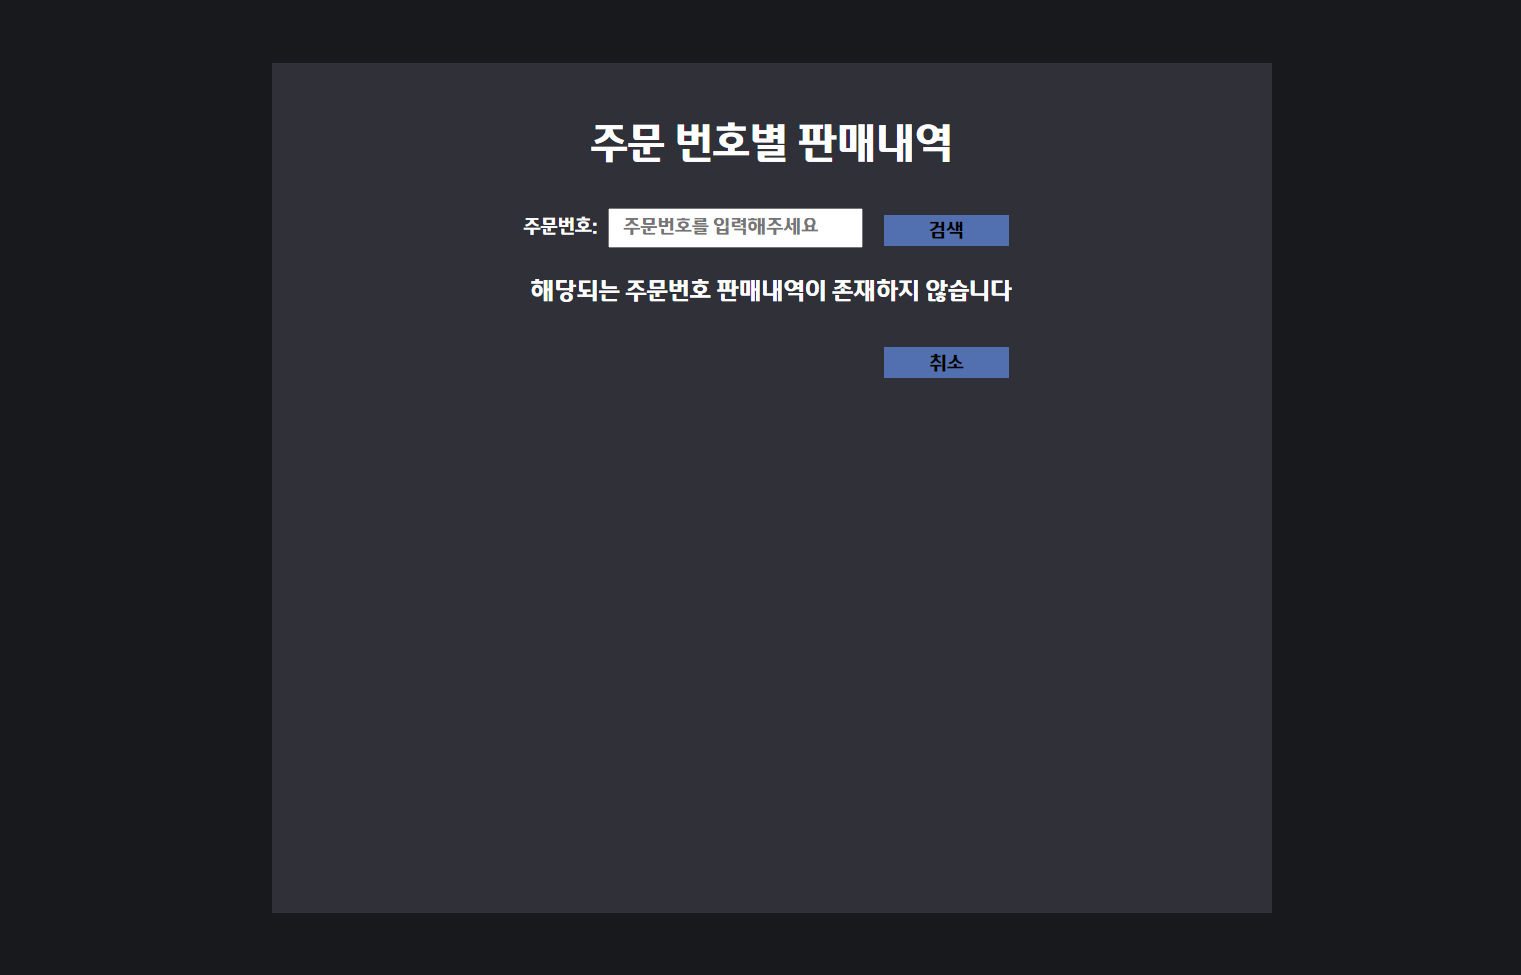 주문 번호별 판매내역
주문번호: 주문번호를 입력해주세요 검색
해당되는 주문번호 판매내역이 존재하지 않습니다
취소